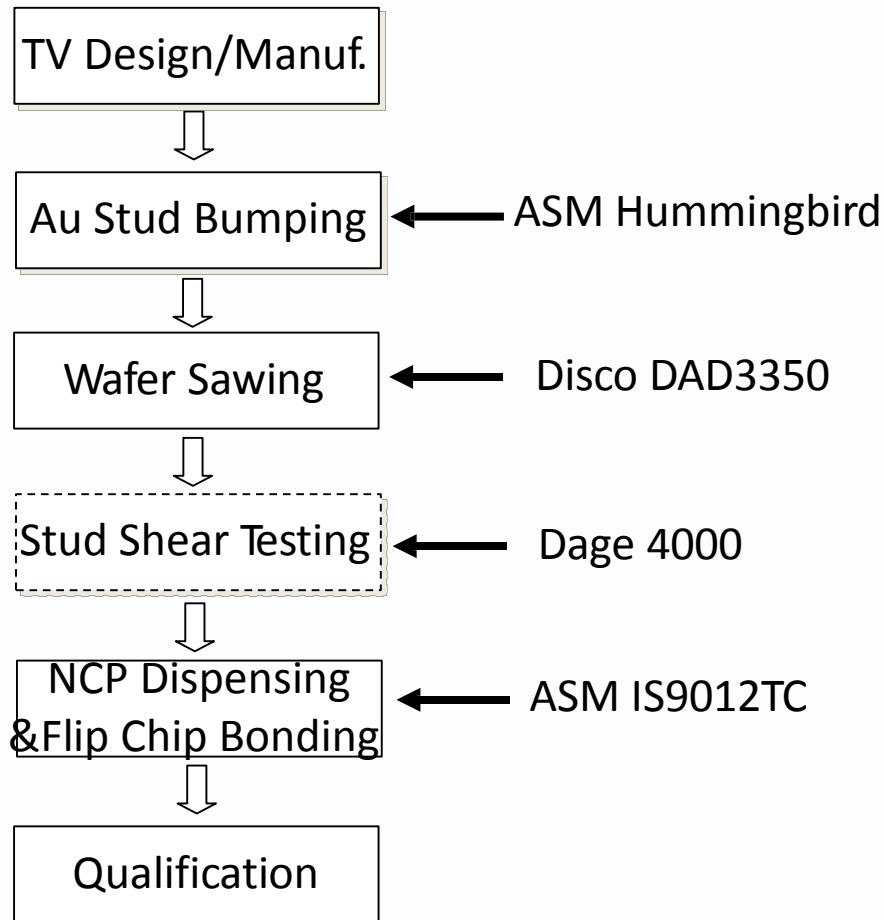 TV Design/Manuf.
Au Stud Bumping
ASM Hummingbird
Wafer Sawing
Disco DAD3350
Stud Shear Testing
Dage 4000
NCP Dispensing
&Flip Chip Bonding
ASM IS9012TC
Qualification